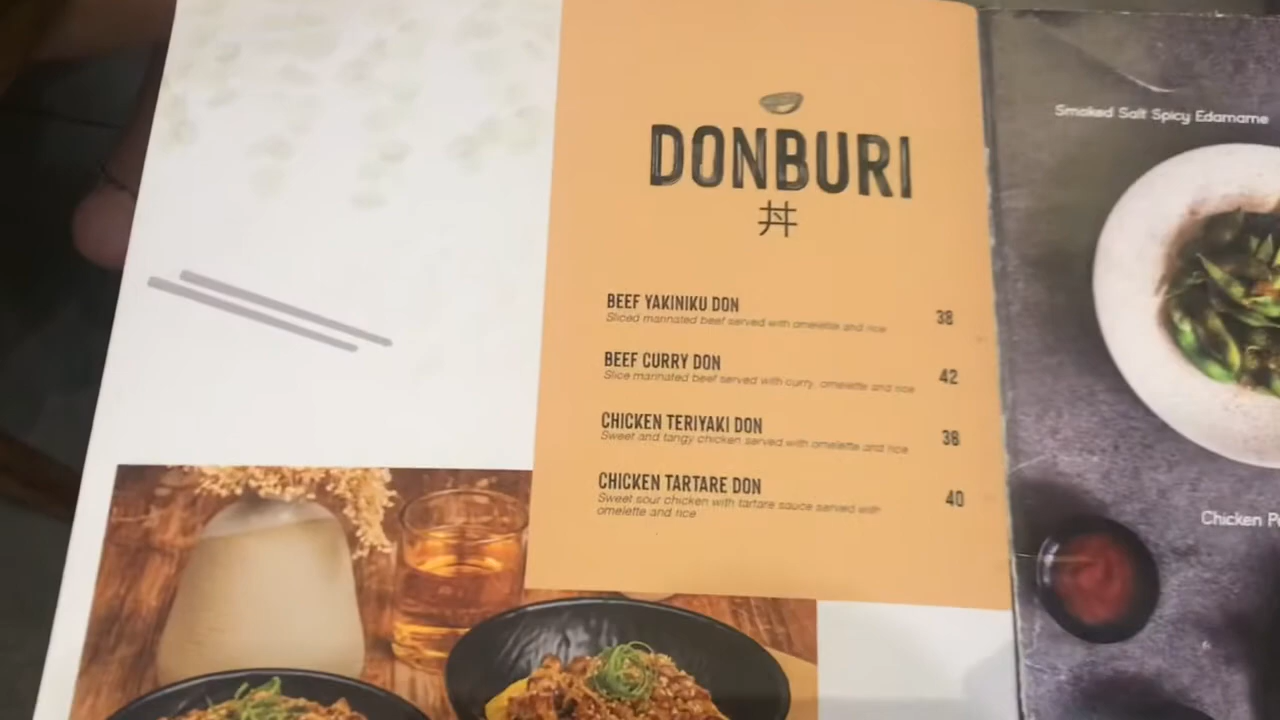 DONBURI
丼
BEEF YAKINIKU DON 38
Sliced marinated beef served with omelette and rice
BEEF CURRY DON 42
Slice marinated beef served with curry, omelette and rice
CHICKEN TERIYAKI DON 38
Sweet and tangy chicken served with omelette and rice
CHICKEN TARTARE DON 40
Sweet sour chicken with tartare sauce served with
omelette and rice
Smoked Salt Spicy Edamame
Chicken